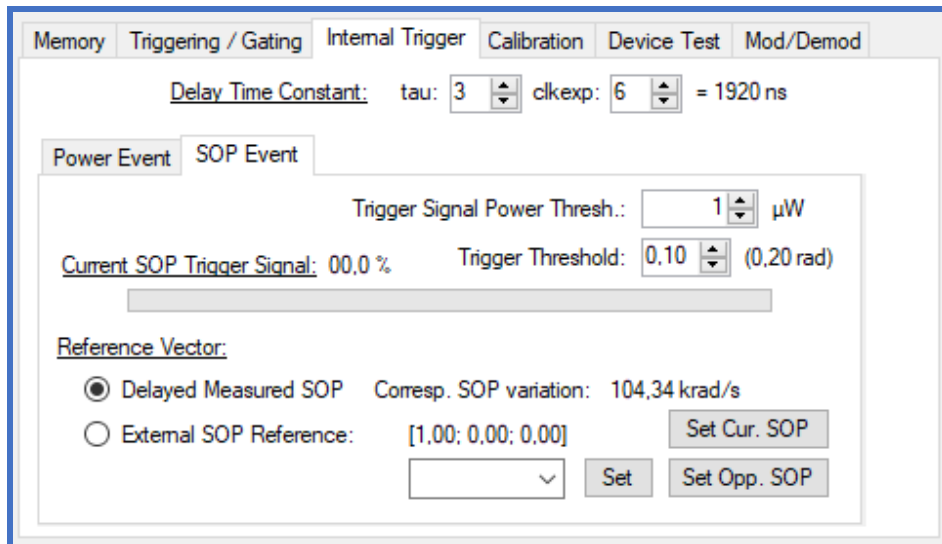 Memory Triggering / Gating Internal Trigger Calibration Device Test Mod/Demod
Delay Time Constant: tau: 3 clkexp: 6 = 1920 ns
Power Event SOP Event
Trigger Signal Power Thresh.: 1 µW
Current SOP Trigger Signal: 00,0 % Trigger Threshold: 0,10 (0,20 rad)
Reference Vector:
Delayed Measured SOP Corresp. SOP variation: 104,34 krad/s
External SOP Reference: [1,00; 0,00; 0,00] Set Cur. SOP
Set Set Opp. SOP